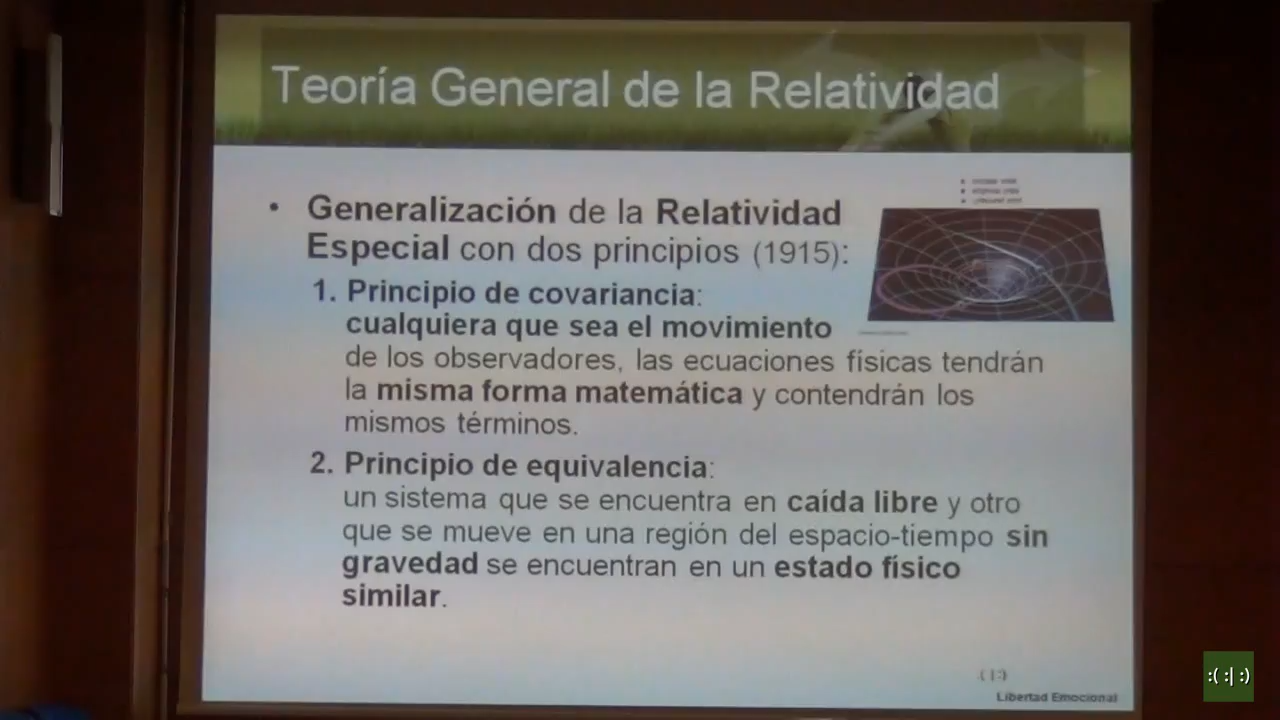 Teoría General de la Relatividad
• Generalización de la Relatividad
Especial con dos principios (1915):
1. Principio de covariancia:
cualquiera que sea el movimiento
de los observadores, las ecuaciones físicas tendrán
la misma forma matemática y contendrán los
mismos términos.
2. Principio de equivalencia:
un sistema que se encuentra en caída libre y otro
que se mueve en una región del espacio-tiempo sin
gravedad se encuentran en un estado físico
similar.
Libertad Emocional
:( :| :)